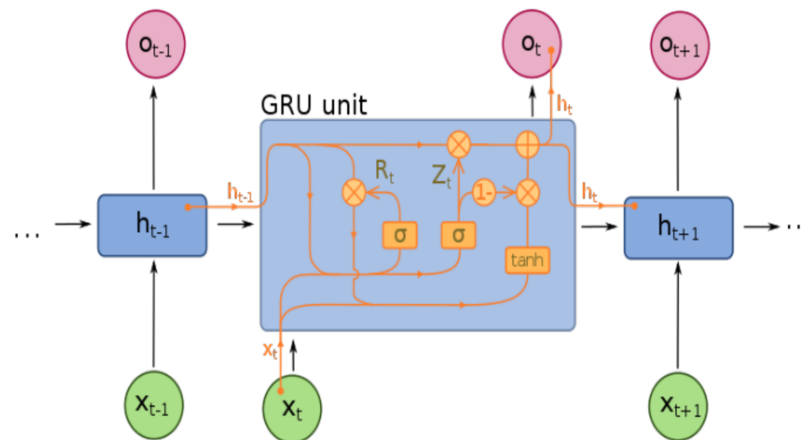 o_{t-1} o_t o_{t+1}
GRU unit
h_t
R_t Z_t
h_{t-1} 1- h_t
... h_{t-1} h_{t+1} ..
σ σ
tanh
x_t
x_{t-1} x_t x_{t+1}